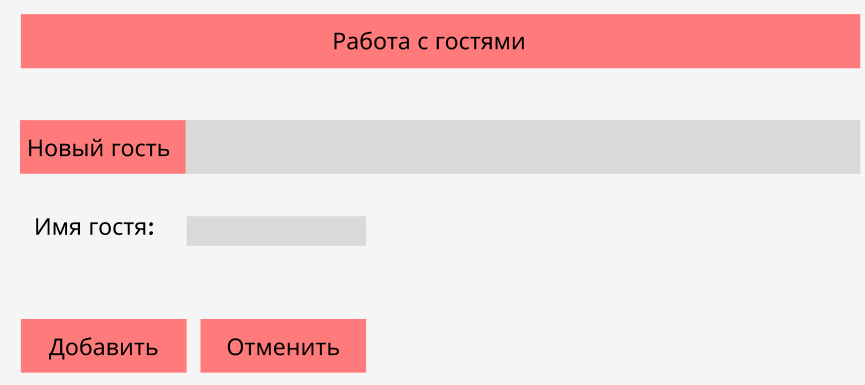 Работа с гостями
Новый гость
Имя гостя:
Добавить
Отменить